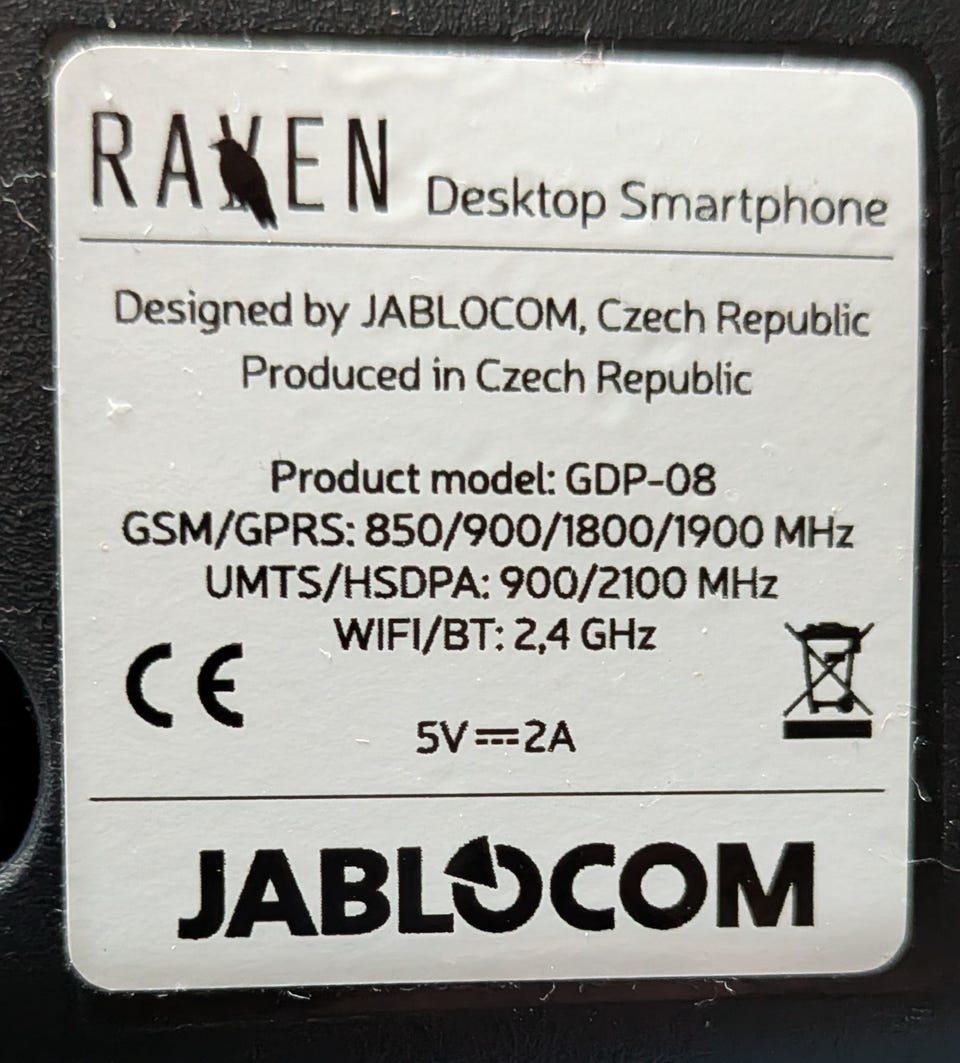 RAVEN Desktop Smartphone
Designed by JABLOCOM, Czech Republic
Produced in Czech Republic
Product model: GDP-08
GSM/GPRS: 850/900/1800/1900 MHz
UMTS/HSDPA: 900/2100 MHz
WIFI/BT: 2,4 GHz
CE
5V⎓2A
JABLOCOM